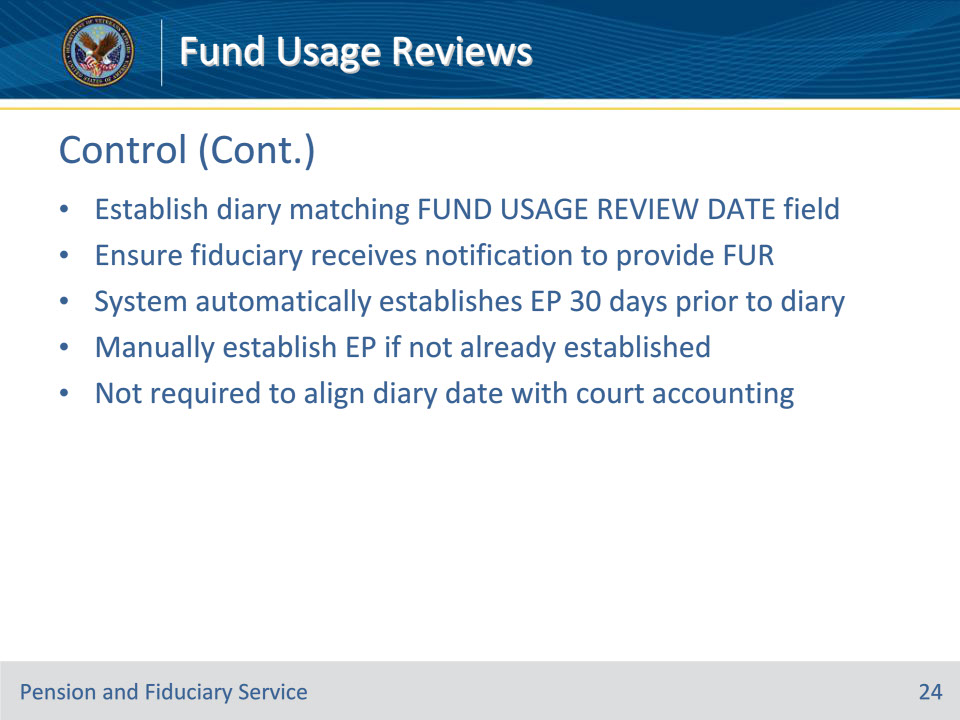 Fund Usage Reviews
Control (Cont.)
• Establish diary matching FUND USAGE REVIEW DATE field
• Ensure fiduciary receives notification to provide FUR
• System automatically establishes EP 30 days prior to diary
• Manually establish EP if not already established
• Not required to align diary date with court accounting
Pension and Fiduciary Service
24